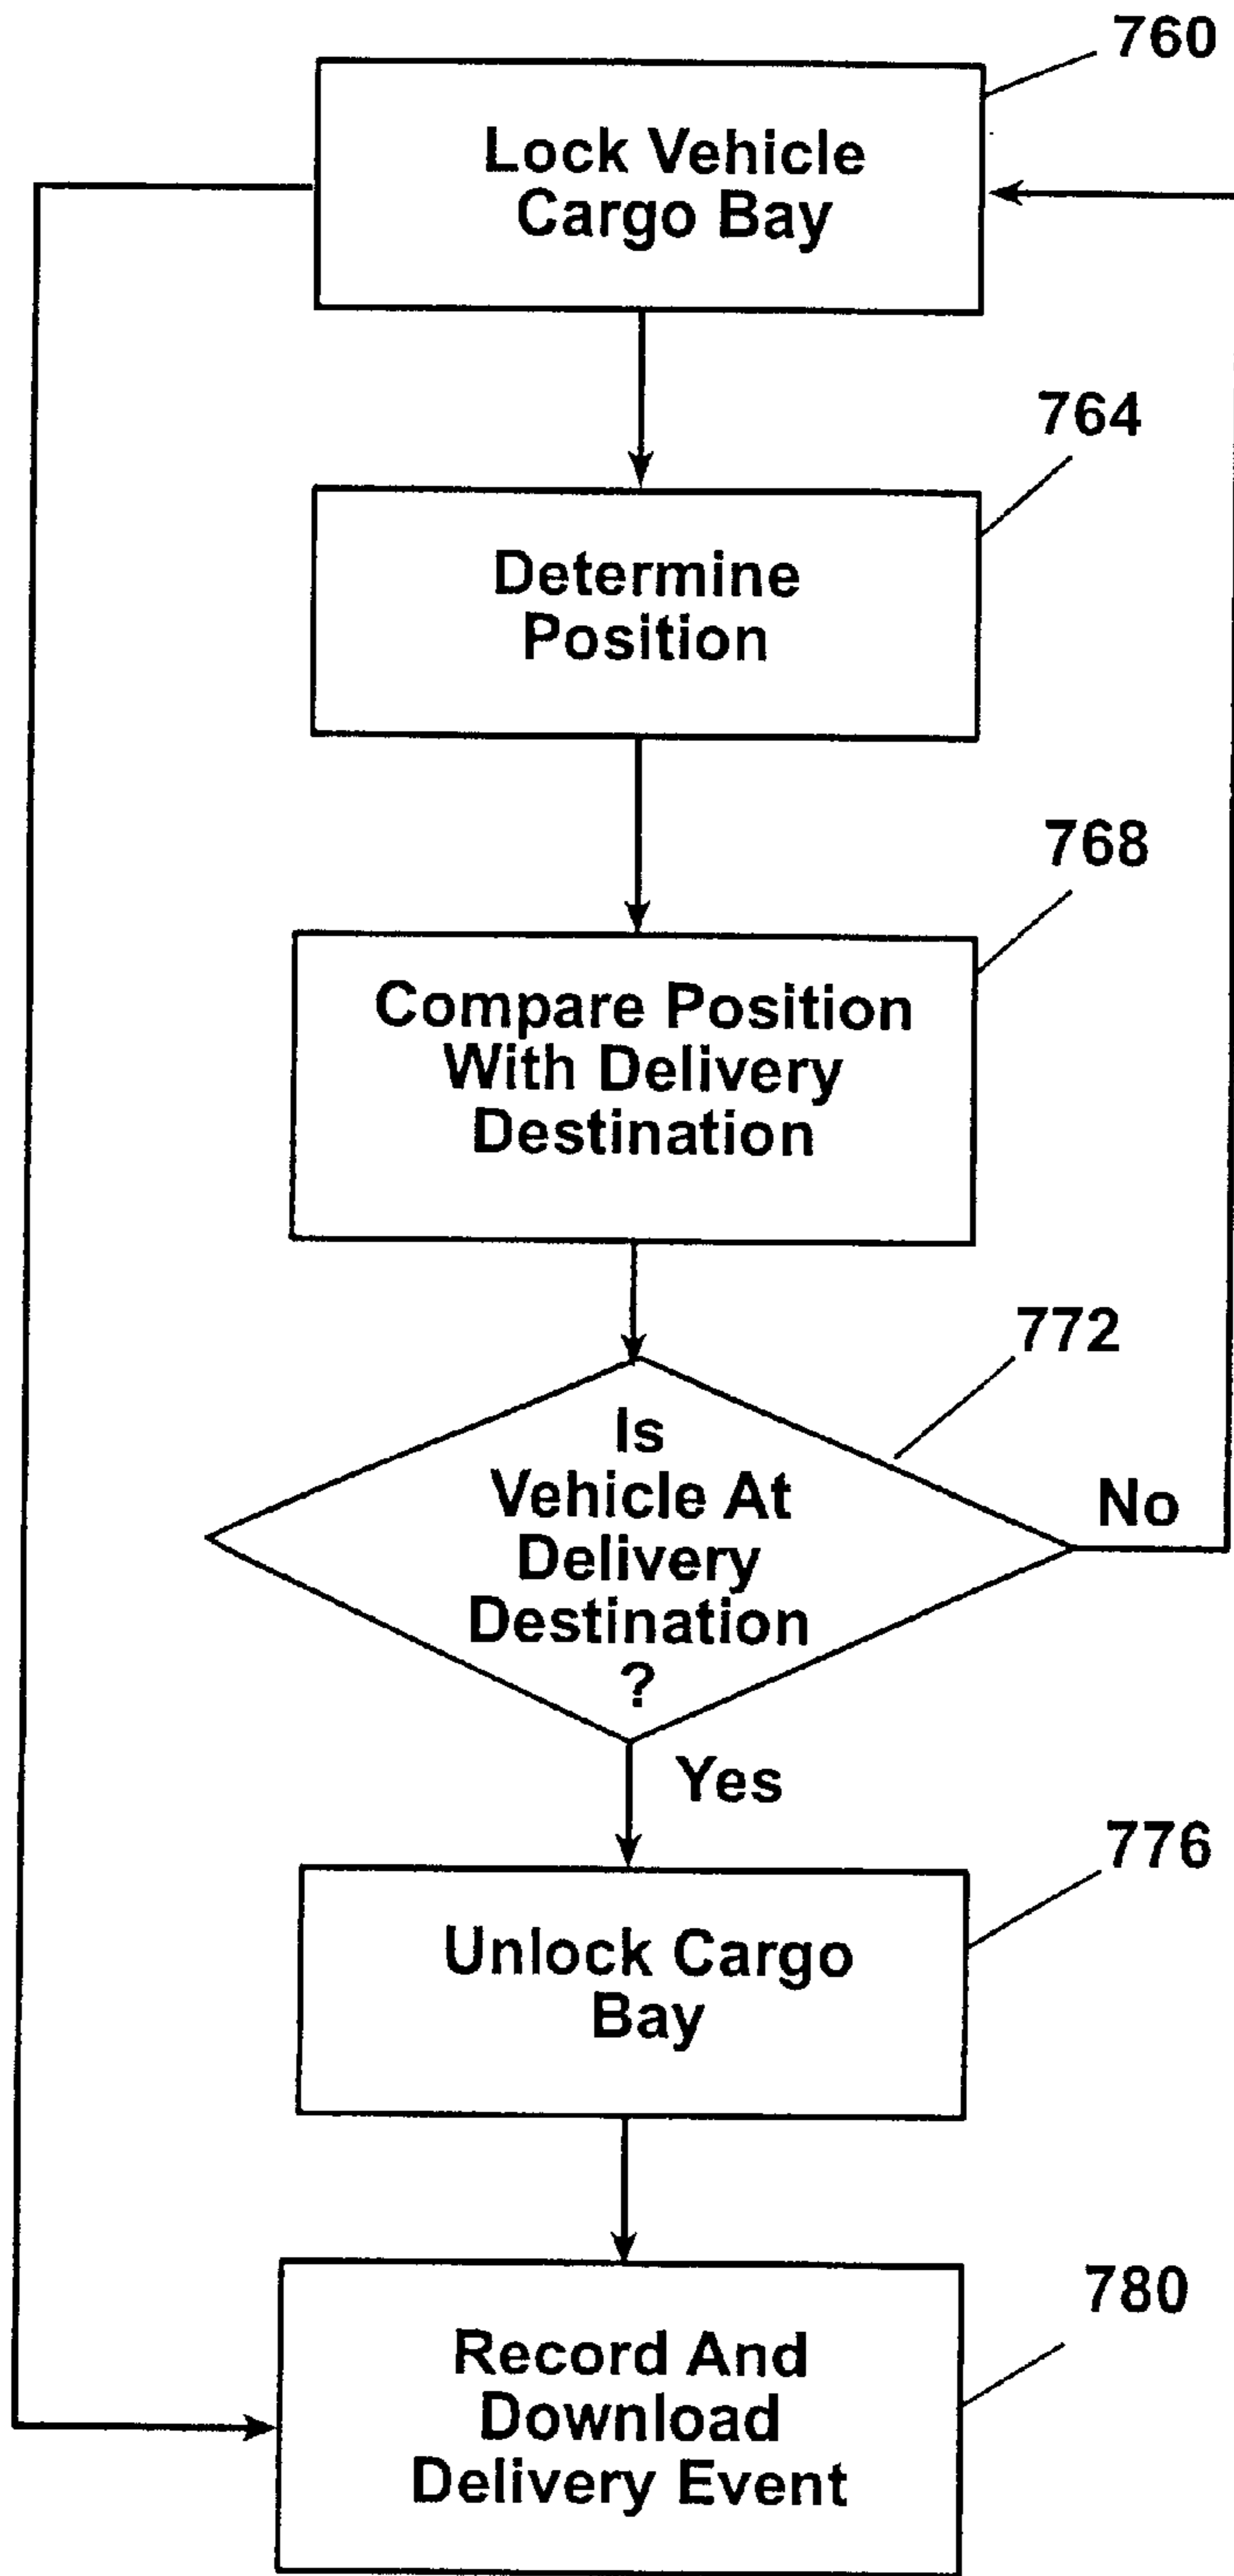 760
Lock Vehicle
Cargo Bay
764
Determine
Position
768
Compare Position
With Delivery
Destination
772
Is
Vehicle At
Delivery
Destination
?
No
Yes
776
Unlock Cargo
Bay
780
Record And
Download
Delivery Event